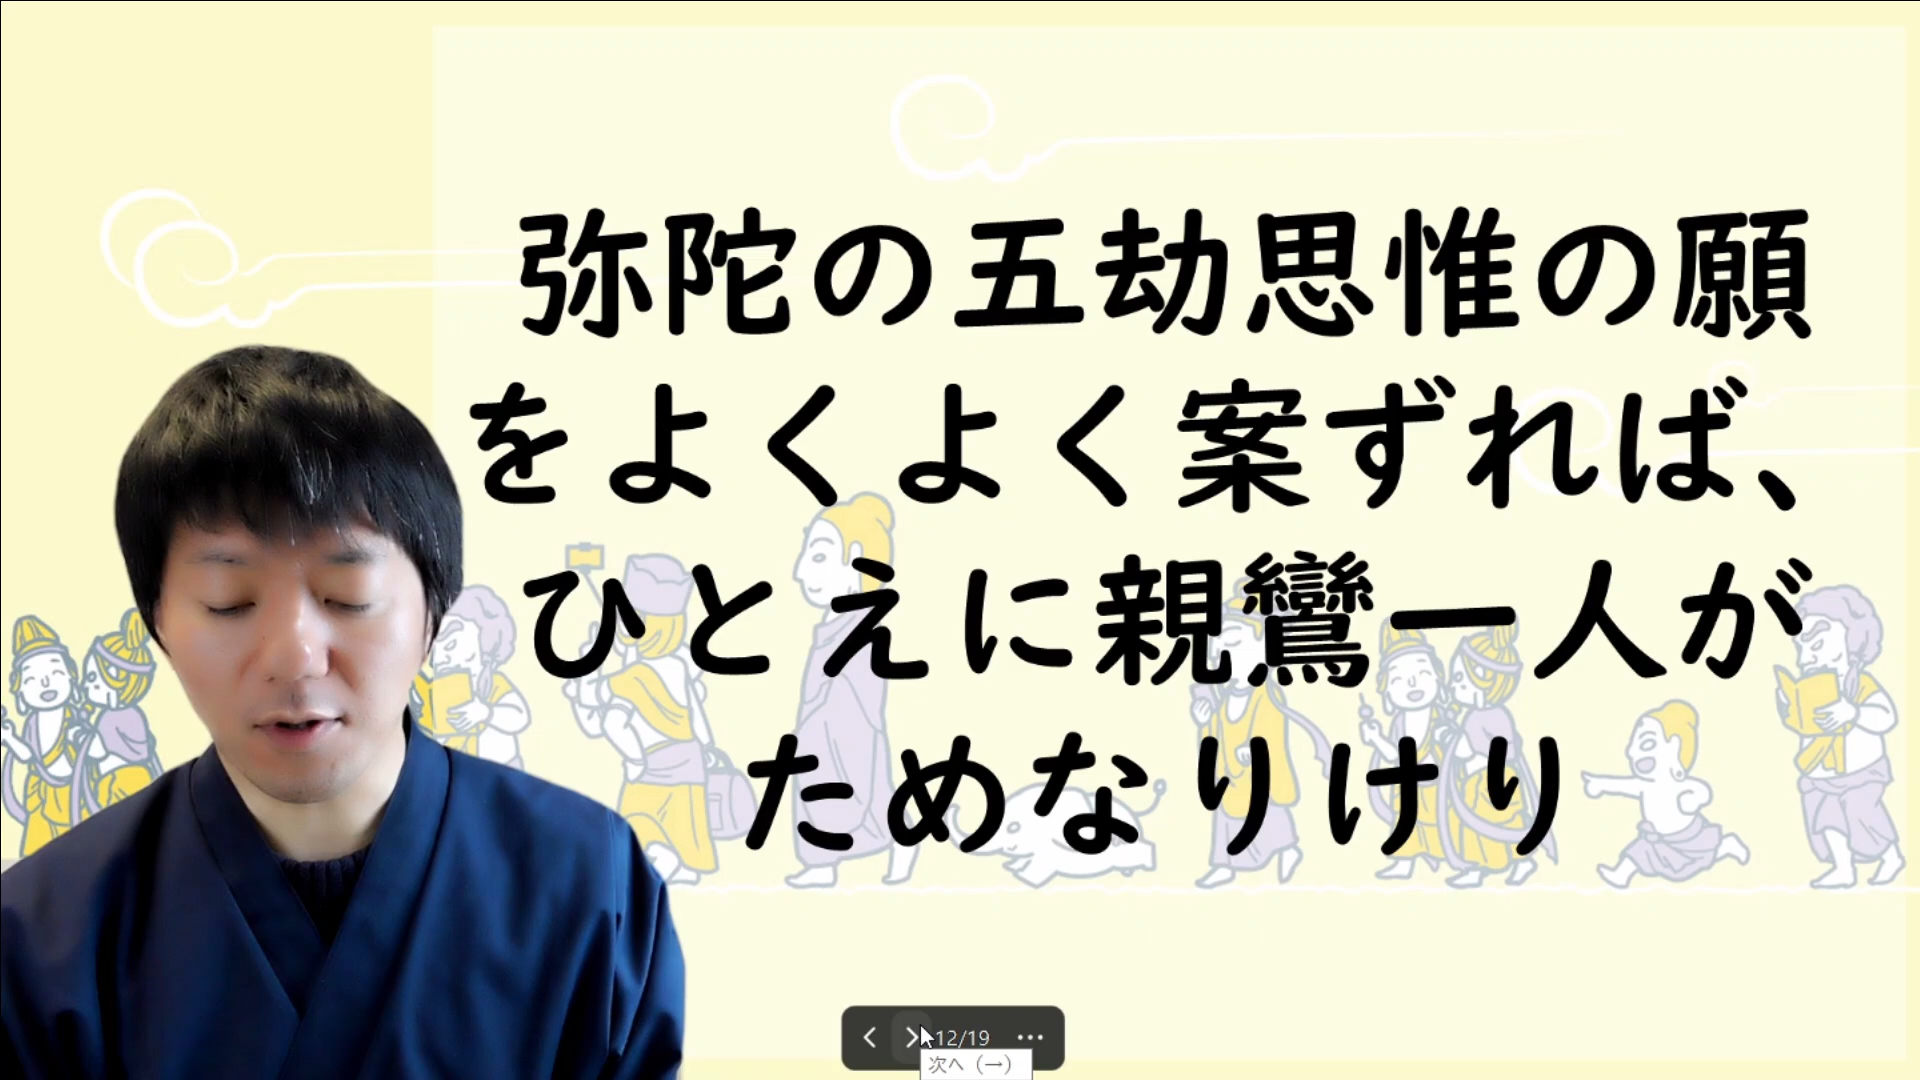 弥陀の五劫思惟の願
をよくよく案ずれば、
ひとえに親鸞一人が
ためなりけり
12/19
次へ（→）